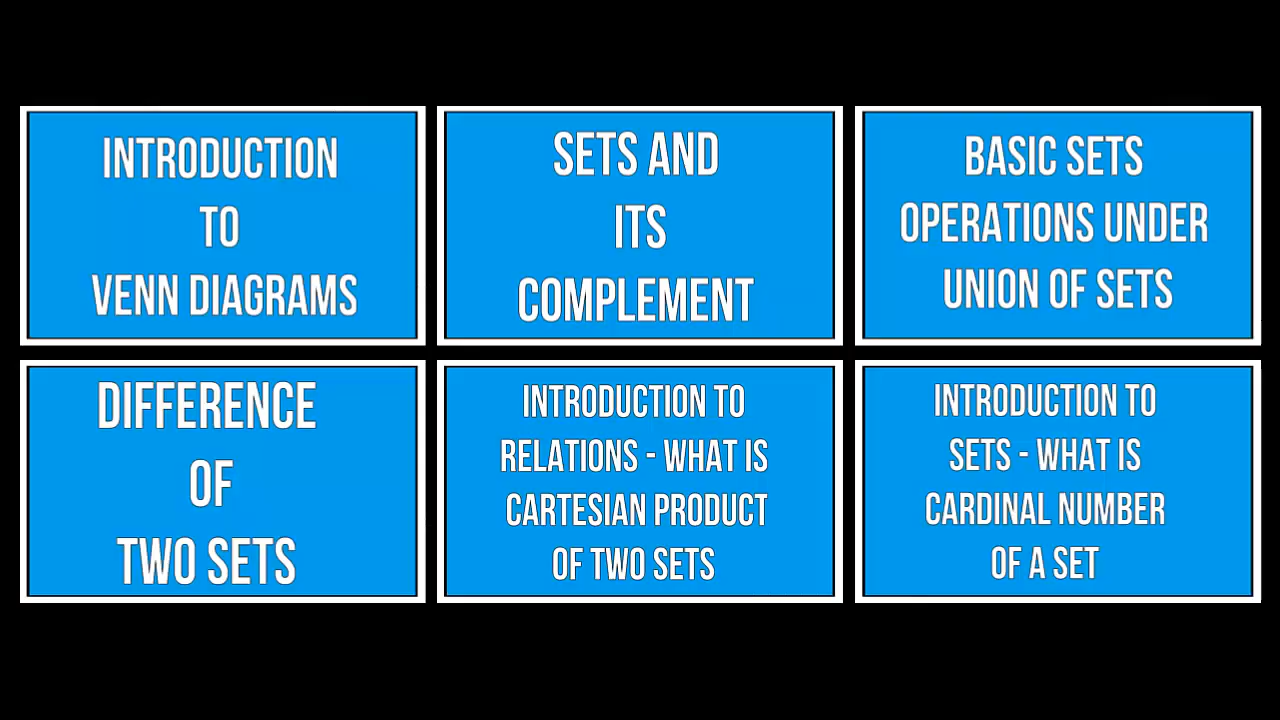 INTRODUCTION
TO
VENN DIAGRAMS
SETS AND
ITS
COMPLEMENT
BASIC SETS
OPERATIONS UNDER
UNION OF SETS
DIFFERENCE
OF
TWO SETS
INTRODUCTION TO
RELATIONS - WHAT IS
CARTESIAN PRODUCT
OF TWO SETS
INTRODUCTION TO
SETS - WHAT IS
CARDINAL NUMBER
OF A SET